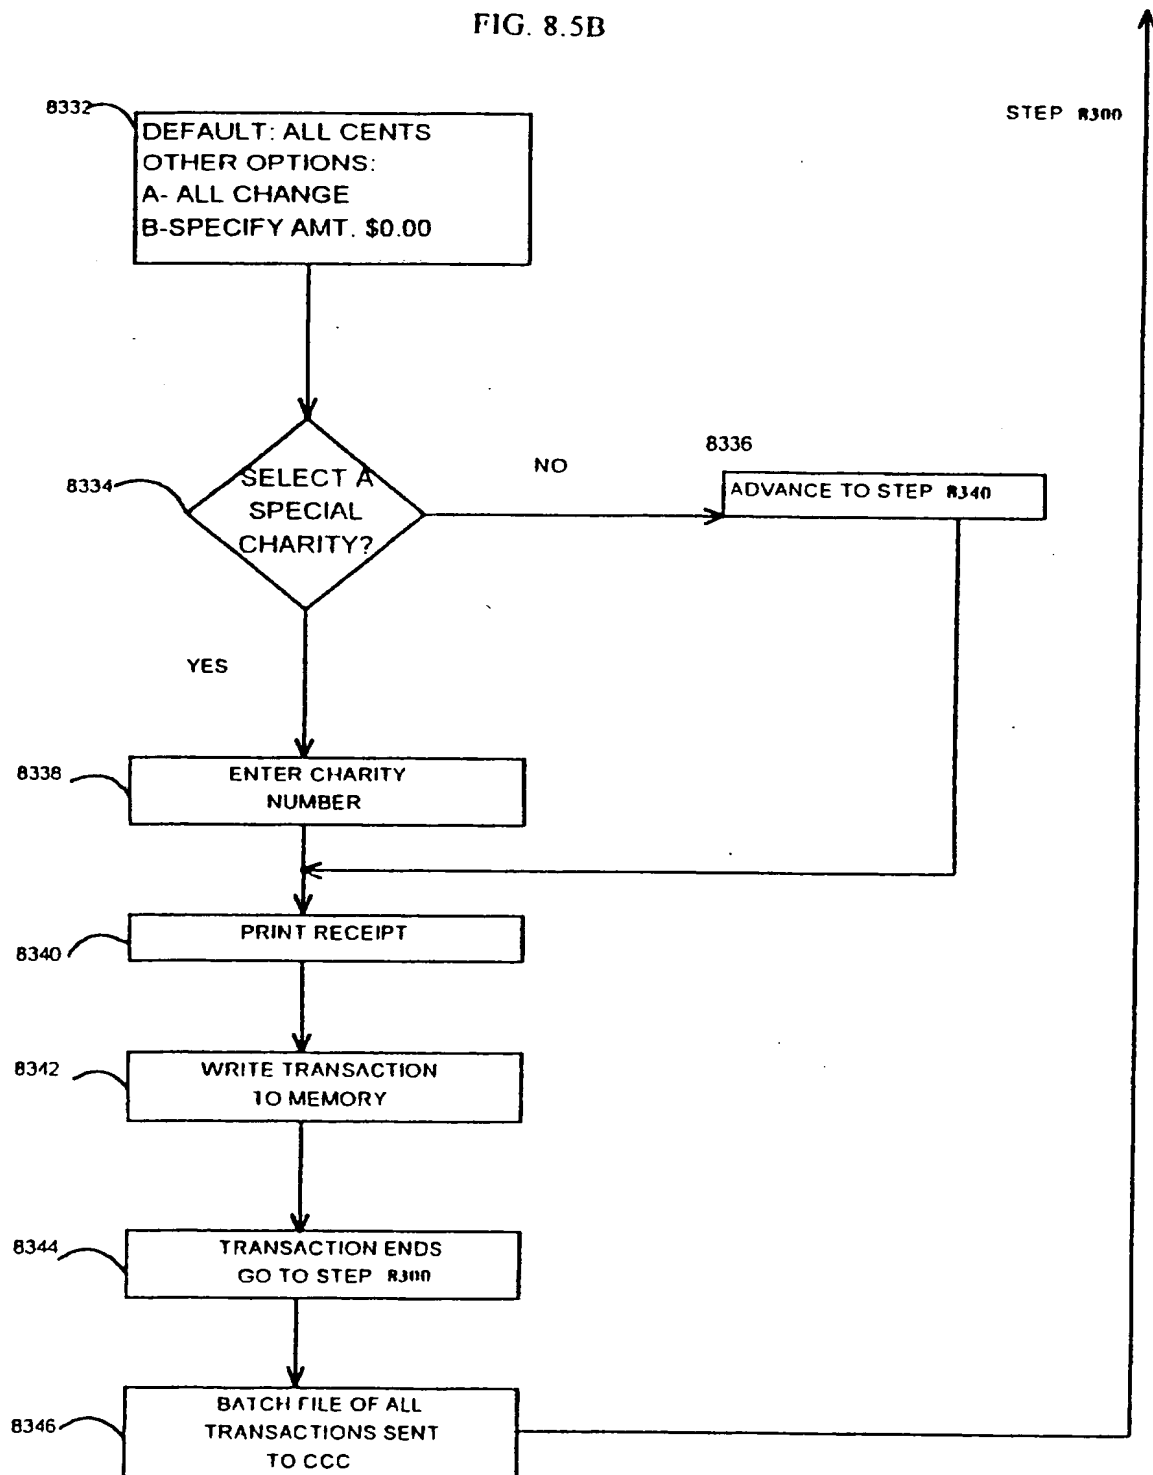 FIG. 8.5B
STEP 8300
8332
DEFAULT: ALL CENTS
OTHER OPTIONS:
A- ALL CHANGE
B-SPECIFY AMT. $0.00
8334
SELECT A
SPECIAL
CHARITY?
NO
8336
ADVANCE TO STEP 8340
YES
8338
ENTER CHARITY
NUMBER
8340
PRINT RECEIPT
8342
WRITE TRANSACTION
TO MEMORY
8344
TRANSACTION ENDS
GO TO STEP 8300
8346
BATCH FILE OF ALL
TRANSACTIONS SENT
TO CCC